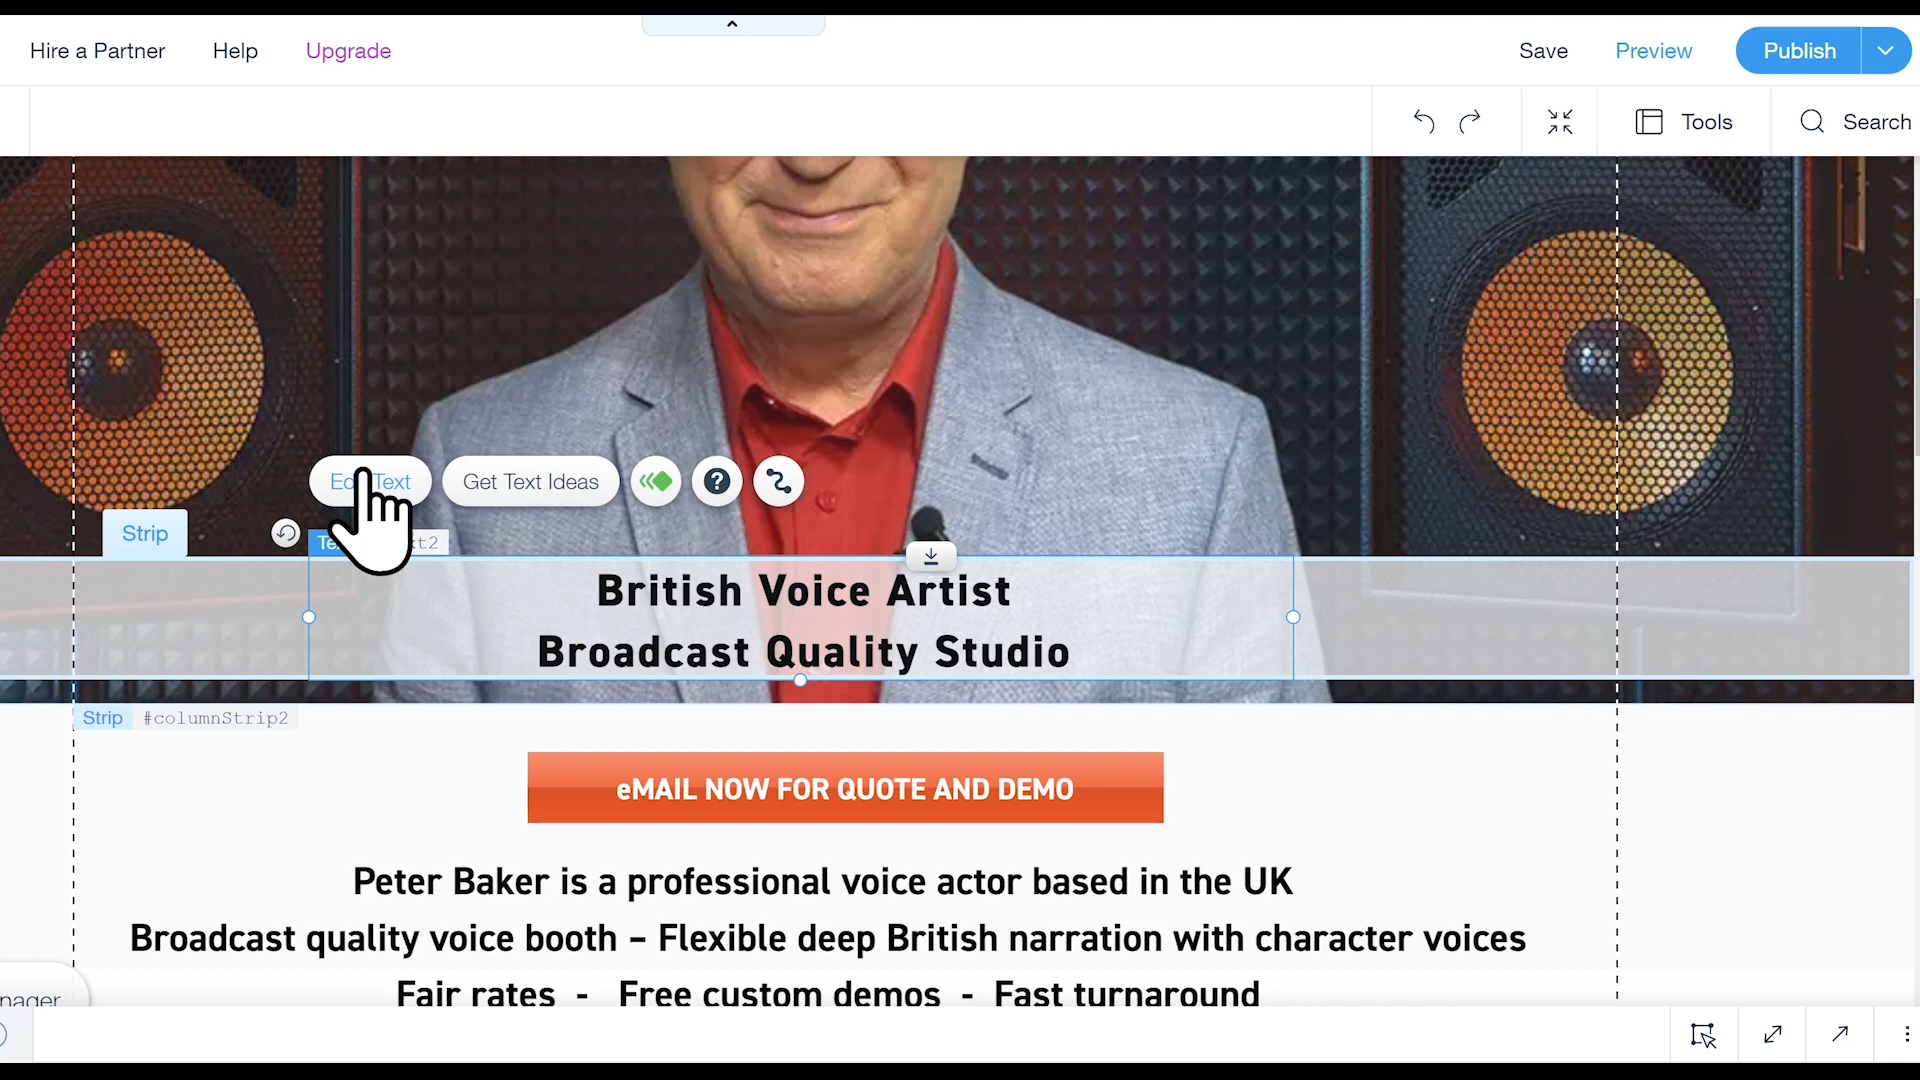 Hire a Partner
Help
Upgrade
Save
Preview
Publish
Tools
Search
Text
Get Text Ideas
Strip
British Voice Artist
Broadcast Quality Studio
Strip #columnStrip2
eMAIL NOW FOR QUOTE AND DEMO
Peter Baker is a professional voice actor based in the UK
Broadcast quality voice booth – Flexible deep British narration with character voices
Fair rates - Free custom demos - Fast turnaround